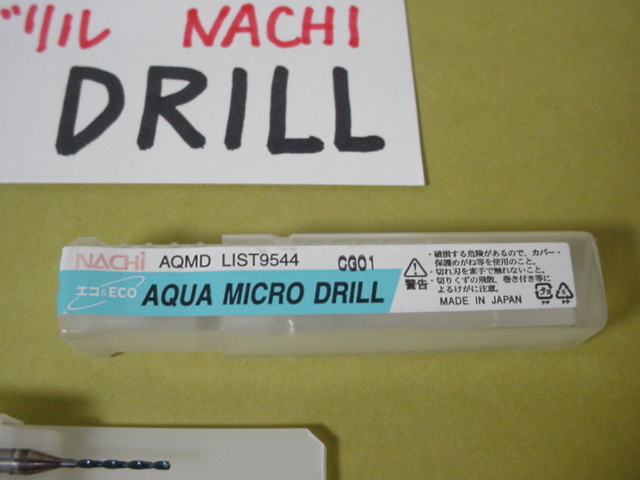 ドリル NACHI
DRILL
NACHi AQMD LIST9544 CG01
エコ&ECO AQUA MICRO DRILL
警告
・破損する危険があるので、カバー・
保護めがね等を使用のこと。
・切れ刃を素手で触れないこと。
・切りくずの飛散、巻き付き等に
よるけがに注意。
MADE IN JAPAN
プラ
PP
PP